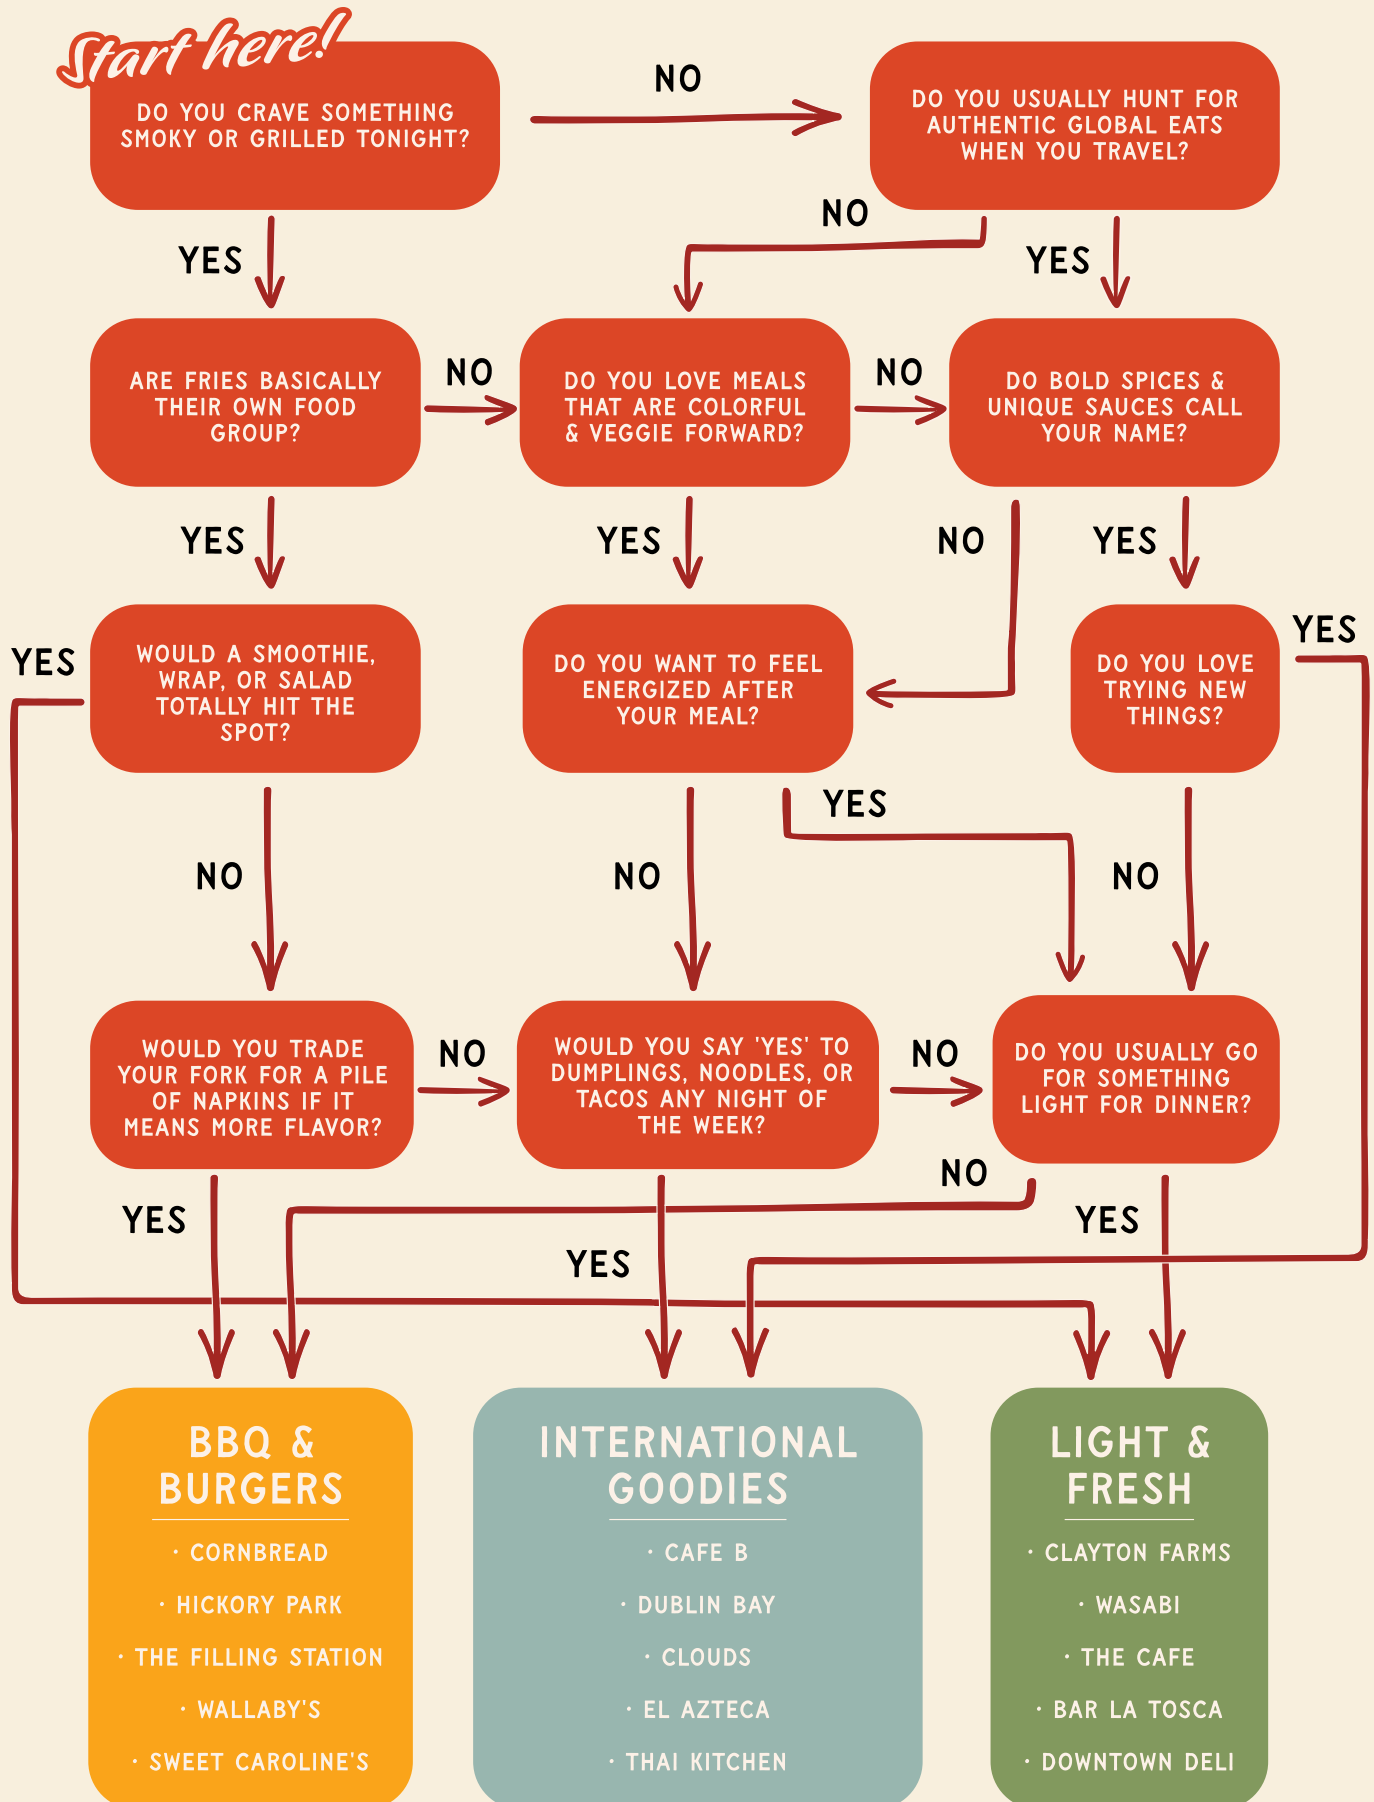 Start here!
DO YOU CRAVE SOMETHING
SMOKY OR GRILLED TONIGHT?
NO
DO YOU USUALLY HUNT FOR
AUTHENTIC GLOBAL EATS
WHEN YOU TRAVEL?
NO
YES
YES
ARE FRIES BASICALLY
THEIR OWN FOOD
GROUP?
NO
DO YOU LOVE MEALS
THAT ARE COLORFUL
& VEGGIE FORWARD?
NO
DO BOLD SPICES &
UNIQUE SAUCES CALL
YOUR NAME?
YES
YES
NO
YES
YES
WOULD A SMOOTHIE,
WRAP, OR SALAD
TOTALLY HIT THE
SPOT?
DO YOU WANT TO FEEL
ENERGIZED AFTER
YOUR MEAL?
DO YOU LOVE
TRYING NEW
THINGS?
YES
YES
NO
NO
NO
WOULD YOU TRADE
YOUR FORK FOR A PILE
OF NAPKINS IF IT
MEANS MORE FLAVOR?
NO
WOULD YOU SAY 'YES' TO
DUMPLINGS, NOODLES, OR
TACOS ANY NIGHT OF
THE WEEK?
NO
DO YOU USUALLY GO
FOR SOMETHING
LIGHT FOR DINNER?
NO
YES
YES
YES
BBQ &
BURGERS
· CORNBREAD
· HICKORY PARK
· THE FILLING STATION
· WALLABY'S
· SWEET CAROLINE'S
INTERNATIONAL
GOODIES
· CAFE B
· DUBLIN BAY
· CLOUDS
· EL AZTECA
· THAI KITCHEN
LIGHT &
FRESH
· CLAYTON FARMS
· WASABI
· THE CAFE
· BAR LA TOSCA
· DOWNTOWN DELI